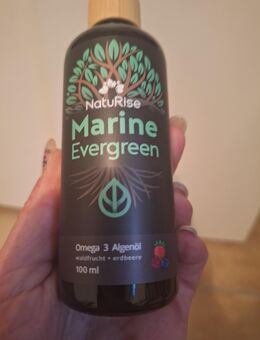 NatuRise
Marine
Evergreen
Omega 3 Algenöl
waldfrucht + erdbeere
100 ml